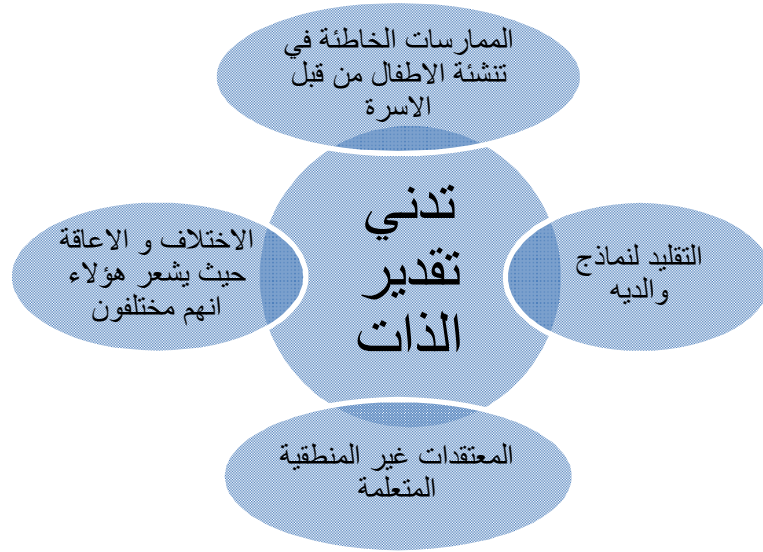 الممارسات الخاطئة في
تنشئة الاطفال من قبل
الاسرة
تدني
تقدير
الذات
التقليد لنماذج
والديه
الاختلاف و الاعاقة
حيث يشعر هؤلاء
انهم مختلفون
المعتقدات غير المنطقية
المتعلمة